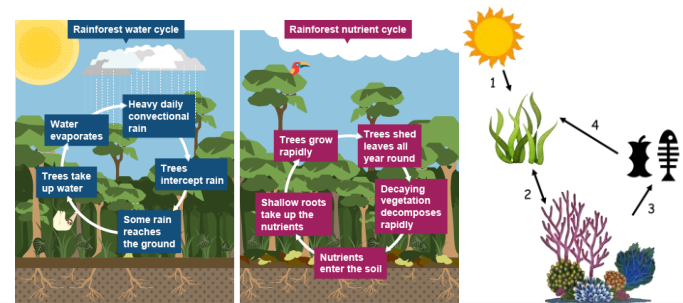 Rainforest water cycle
Heavy daily
convectional
rain
Trees
intercept rain
Some rain
reaches
the ground
Trees take
up water
Water
evaporates
Rainforest nutrient cycle
Trees grow
rapidly
Trees shed
leaves all
year round
Decaying
vegetation
decomposes
rapidly
Nutrients
enter the soil
Shallow roots
take up the
nutrients
1
2
3
4